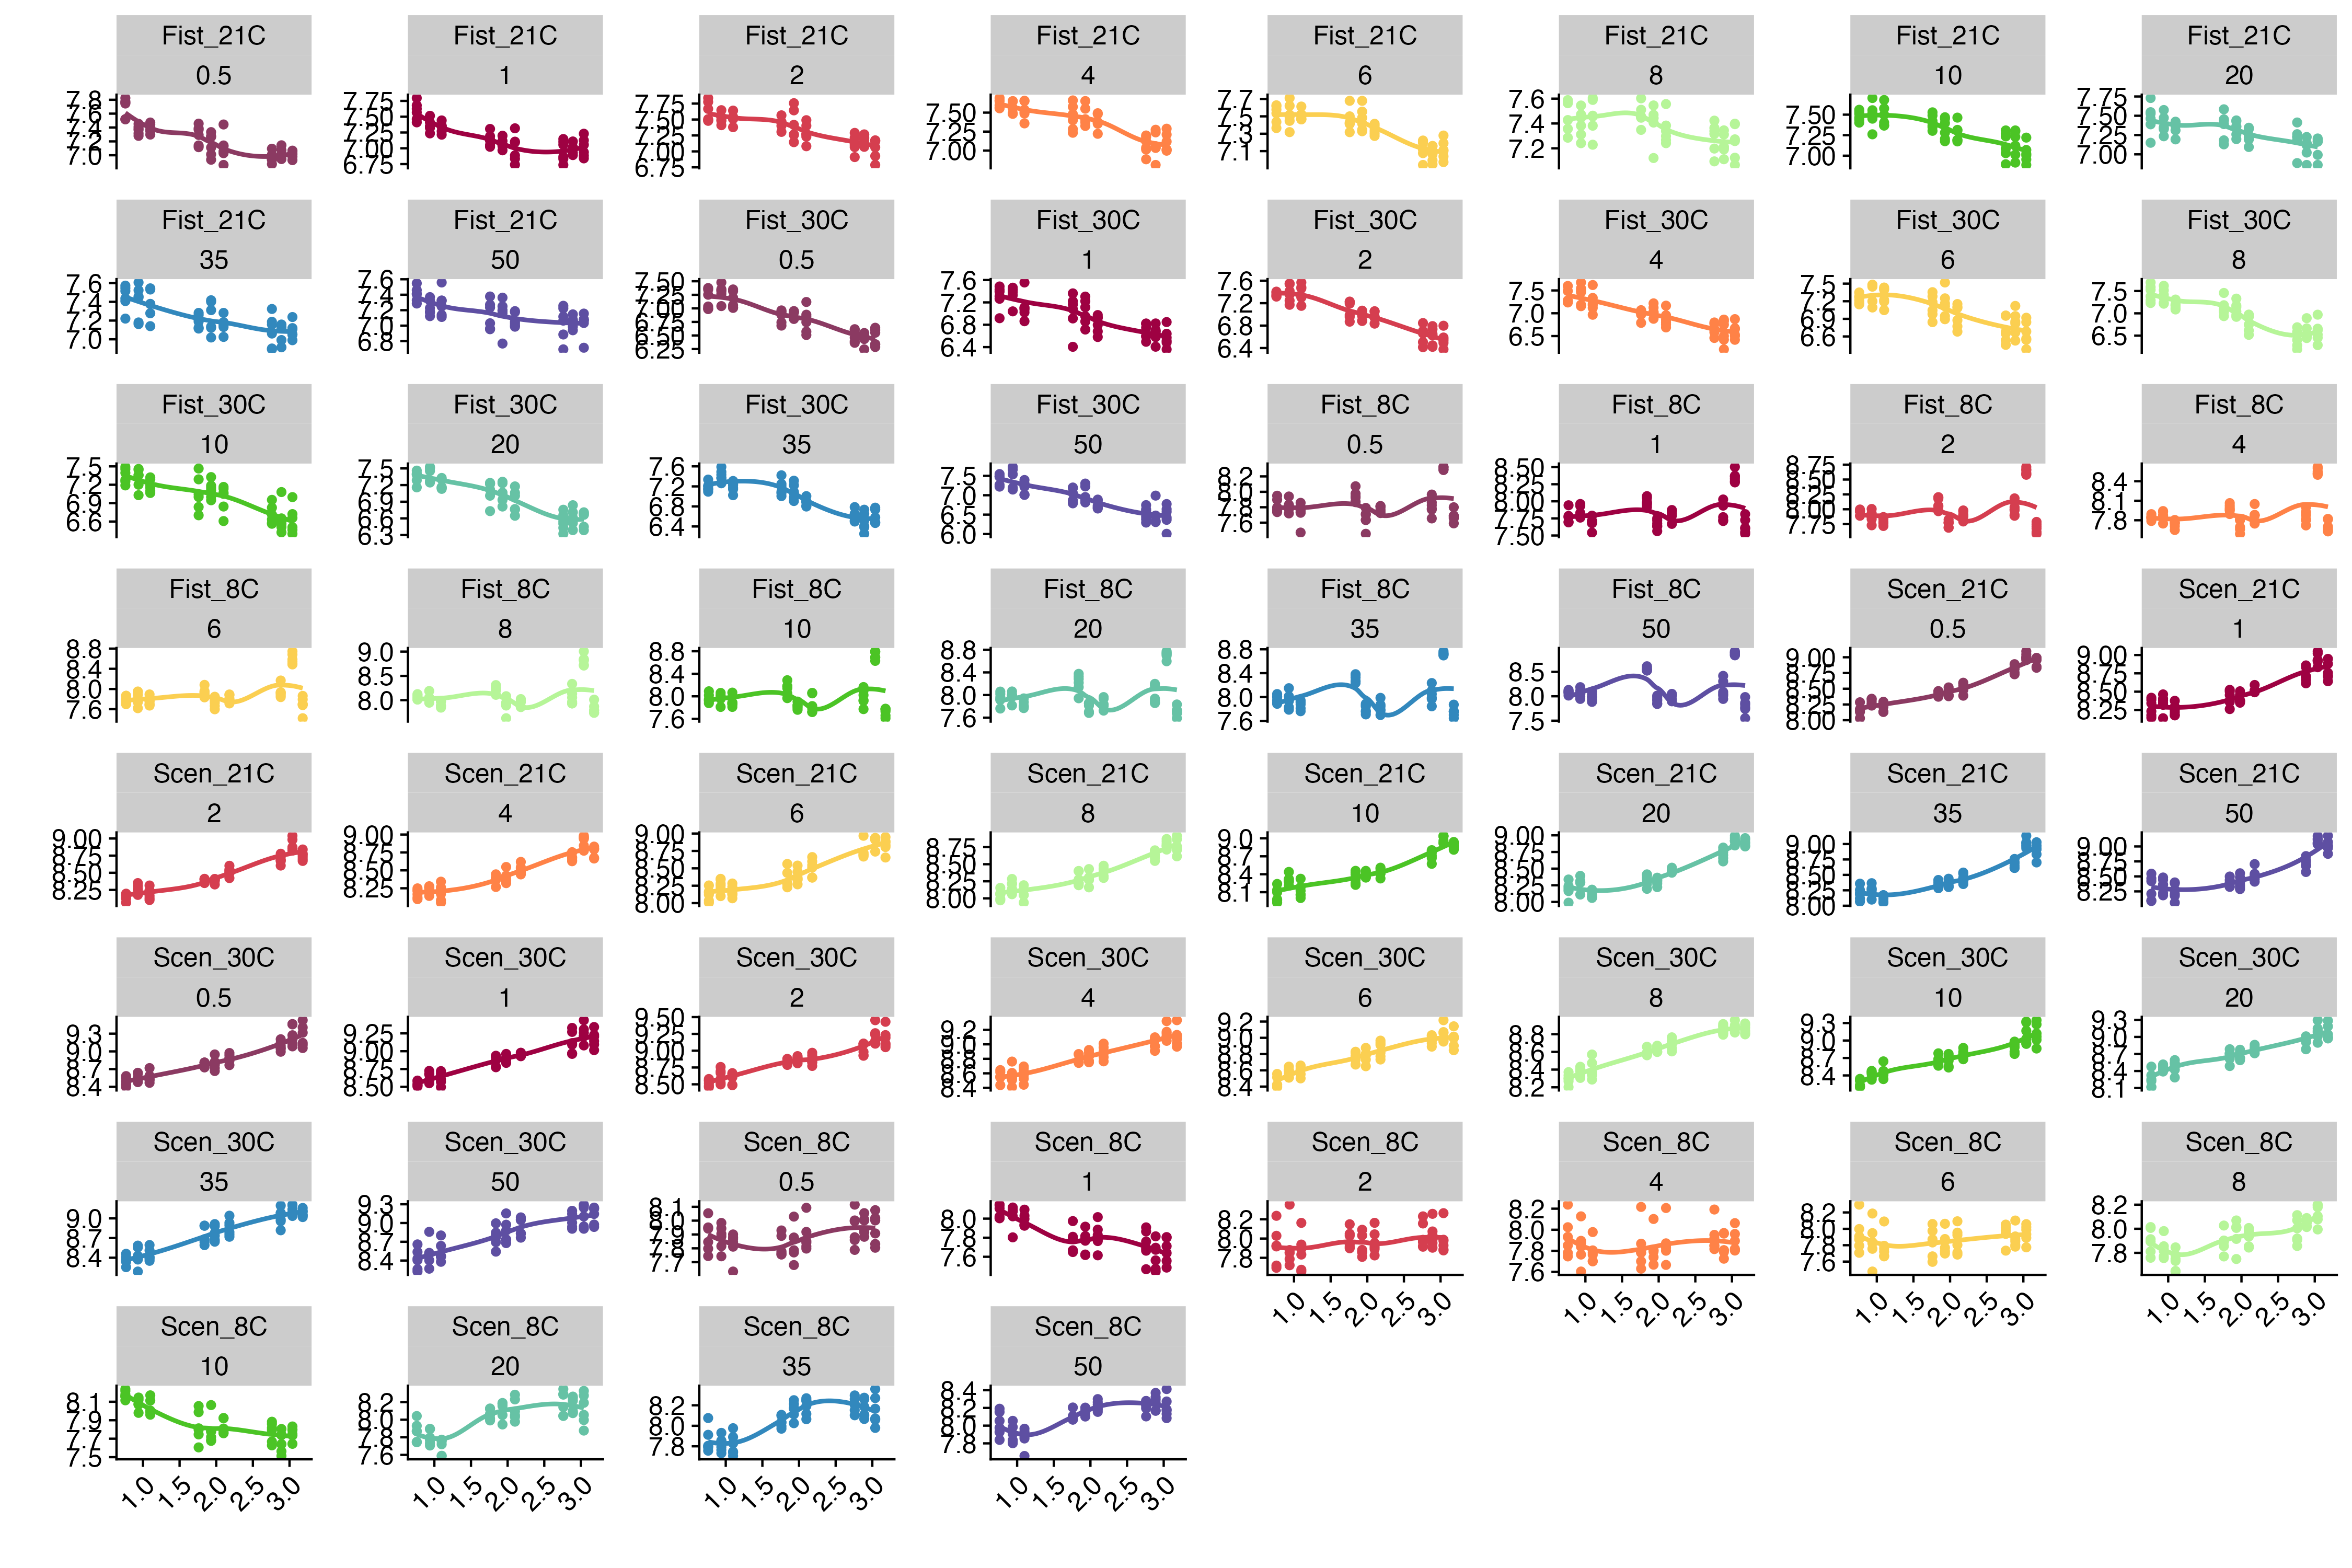 Fist_21C Fist_21C Fist_21C Fist_21C Fist_21C Fist_21C Fist_21C Fist_21C
0.5 1 2 4 6 8 10 20
7.8 7.6 7.4 7.2 7.0
7.75 7.50 7.25 7.00 6.75
7.75 7.50 7.25 7.00 6.75
7.50 7.25 7.00
7.7 7.5 7.3 7.1
7.6 7.4 7.2
7.50 7.25 7.00
7.75 7.50 7.25 7.00
Fist_21C Fist_21C Fist_30C Fist_30C Fist_30C Fist_30C Fist_30C Fist_30C
35 50 0.5 1 2 4 6 8
7.6 7.4 7.2 7.0
7.6 7.4 7.2 7.0 6.8
7.50 7.25 7.00 6.75 6.50 6.25
7.6 7.2 6.8 6.4
7.6 7.2 6.8 6.4
7.5 7.0 6.5
7.5 7.2 6.9 6.6
7.5 7.0 6.5
Fist_30C Fist_30C Fist_30C Fist_30C Fist_8C Fist_8C Fist_8C Fist_8C
10 20 35 50 0.5 1 2 4
7.5 7.2 6.9 6.6
7.5 7.2 6.9 6.6 6.3
7.6 7.2 6.8 6.4
7.5 7.0 6.5 6.0
8.2 8.0 7.8 7.6
8.50 8.25 8.00 7.75 7.50
8.75 8.50 8.25 8.00 7.75
8.4 8.1 7.8
Fist_8C Fist_8C Fist_8C Fist_8C Fist_8C Fist_8C Scen_21C Scen_21C
6 8 10 20 35 50 0.5 1
8.8 8.4 8.0 7.6
9.0 8.5 8.0
8.8 8.4 8.0 7.6
8.8 8.4 8.0 7.6
8.8 8.4 8.0 7.6
8.5 8.0 7.5
9.00 8.75 8.50 8.25 8.00
9.00 8.75 8.50 8.25
Scen_21C Scen_21C Scen_21C Scen_21C Scen_21C Scen_21C Scen_21C Scen_21C
2 4 6 8 10 20 35 50
9.00 8.75 8.50 8.25
9.00 8.75 8.50 8.25
9.00 8.75 8.50 8.25 8.00
8.75 8.50 8.25 8.00
9.0 8.7 8.4 8.1
9.00 8.75 8.50 8.25 8.00
9.00 8.75 8.50 8.25 8.00
9.00 8.75 8.50 8.25
Scen_30C Scen_30C Scen_30C Scen_30C Scen_30C Scen_30C Scen_30C Scen_30C
0.5 1 2 4 6 8 10 20
9.3 9.0 8.7 8.4
9.25 9.00 8.75 8.50
9.50 9.25 9.00 8.75 8.50
9.2 9.0 8.8 8.6 8.4
9.2 9.0 8.8 8.6 8.4
8.8 8.6 8.4 8.2
9.3 9.0 8.7 8.4
9.3 9.0 8.7 8.4 8.1
Scen_30C Scen_30C Scen_8C Scen_8C Scen_8C Scen_8C Scen_8C Scen_8C
35 50 0.5 1 2 4 6 8
9.0 8.7 8.4
9.3 9.0 8.7 8.4
8.1 8.0 7.9 7.8 7.7
8.0 7.8 7.6
8.2 8.0 7.8
8.2 8.0 7.8 7.6
8.2 8.0 7.8 7.6
8.2 8.0 7.8
1.0 1.5 2.0 2.5 3.0
1.0 1.5 2.0 2.5 3.0
1.0 1.5 2.0 2.5 3.0
1.0 1.5 2.0 2.5 3.0
Scen_8C Scen_8C Scen_8C Scen_8C
10 20 35 50
8.1 7.9 7.7 7.5
8.2 8.0 7.8 7.6
8.2 8.0 7.8
8.4 8.2 8.0 7.8
1.0 1.5 2.0 2.5 3.0
1.0 1.5 2.0 2.5 3.0
1.0 1.5 2.0 2.5 3.0
1.0 1.5 2.0 2.5 3.0